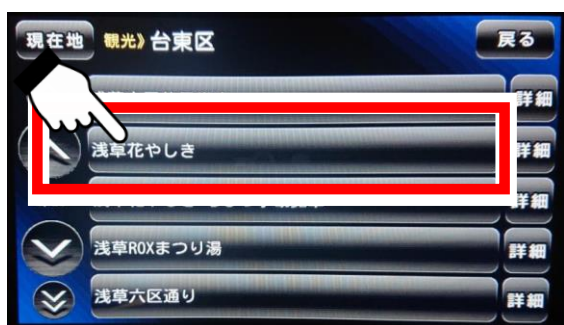 現在地 観光》台東区 戻る
詳細
浅草花やしき 詳細
詳細
浅草ROXまつり湯 詳細
浅草六区通り 詳細